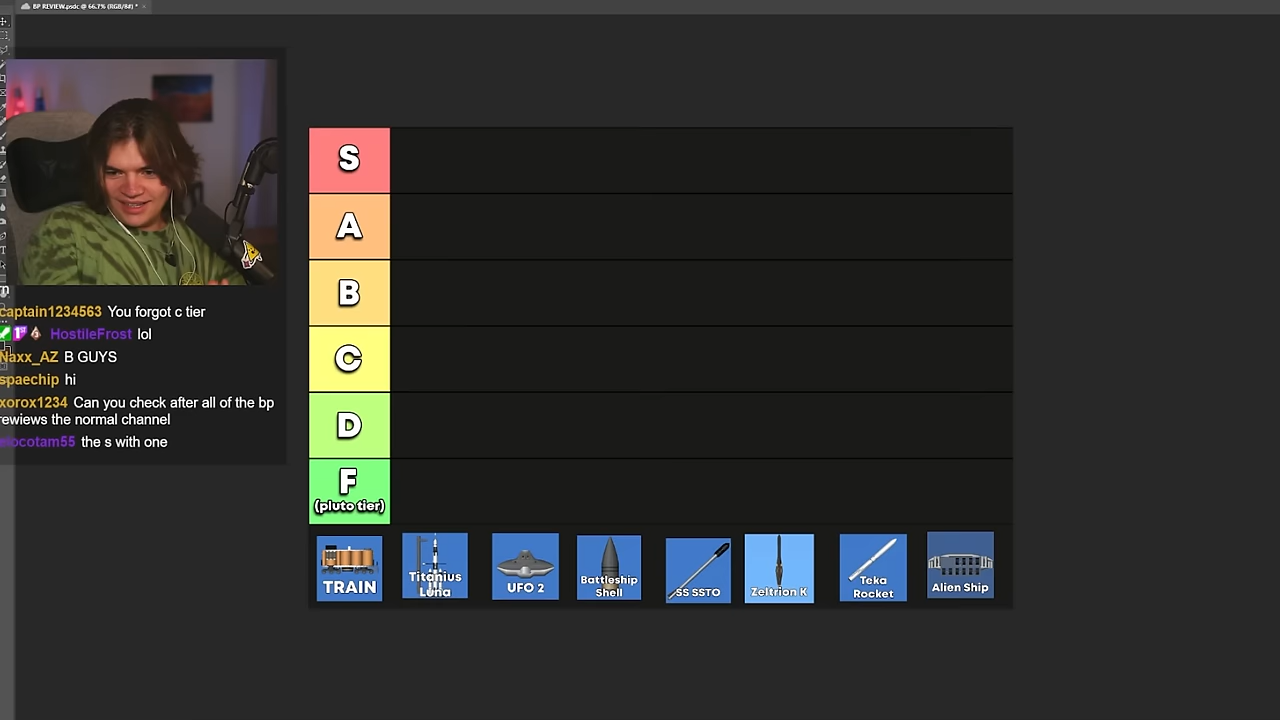 BP REVIEW.psdc @ 66.7% (RGB/8#) *
S
A
B
C
D
F
(pluto tier)
captain1234563 You forgot c tier
HostileFrost lol
Naxx_AZ B GUYS
spaechip hi
xorox1234 Can you check after all of the bp
rewiews the normal channel
the s with one
TRAIN
Titanius
Luna
UFO 2
Battleship
Shell
SS SSTO
Zeltrion K
Teka
Rocket
Alien Ship